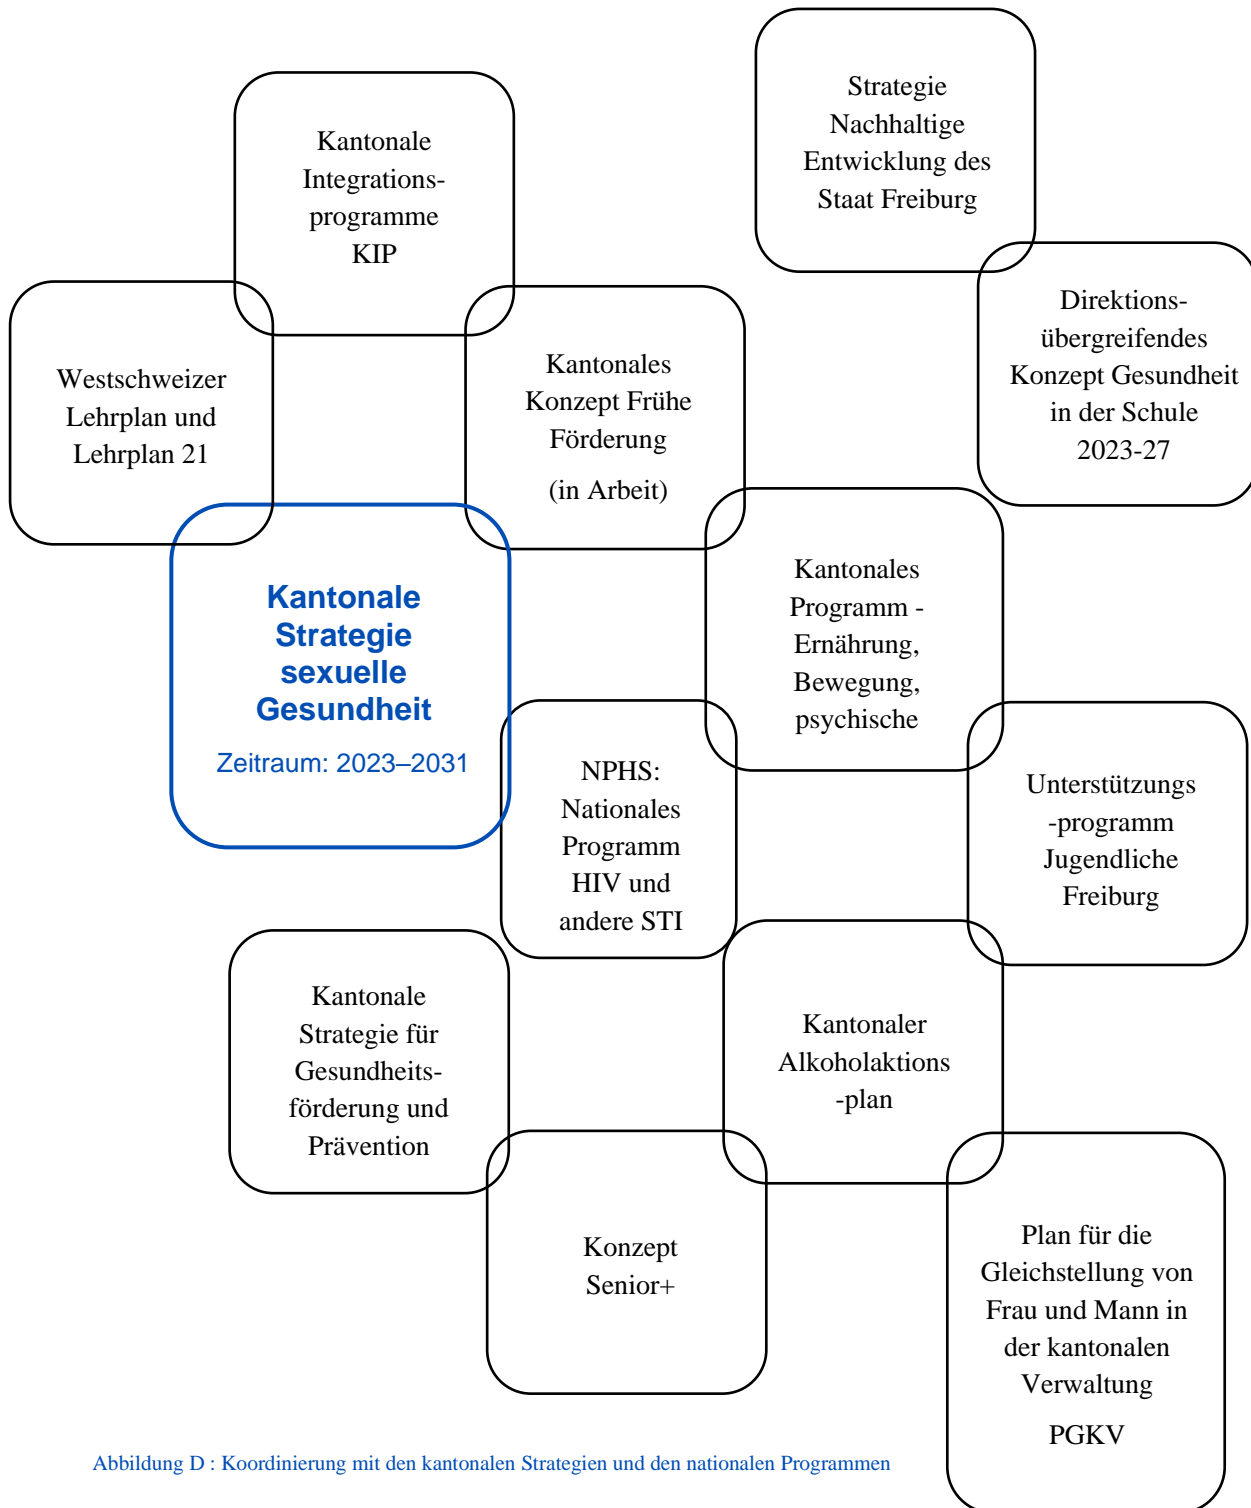 Strategie
Nachhaltige
Entwicklung des
Staat Freiburg
Kantonale
Integrations-
programme
KIP
Direktions-
übergreifendes
Konzept Gesundheit
in der Schule
2023-27
Westschweizer
Lehrplan und
Lehrplan 21
Kantonales
Konzept Frühe
Förderung
(in Arbeit)
Kantonale
Strategie
sexuelle
Gesundheit
Zeitraum: 2023–2031
Kantonales
Programm -
Ernährung,
Bewegung,
psychische
NPHS:
Nationales
Programm
HIV und
andere STI
Unterstützungs
-programm
Jugendliche
Freiburg
Kantonale
Strategie für
Gesundheits-
förderung und
Prävention
Kantonaler
Alkoholaktions
-plan
Konzept
Senior+
Plan für die
Gleichstellung von
Frau und Mann in
der kantonalen
Verwaltung
PGKV
Abbildung D : Koordinierung mit den kantonalen Strategien und den nationalen Programmen